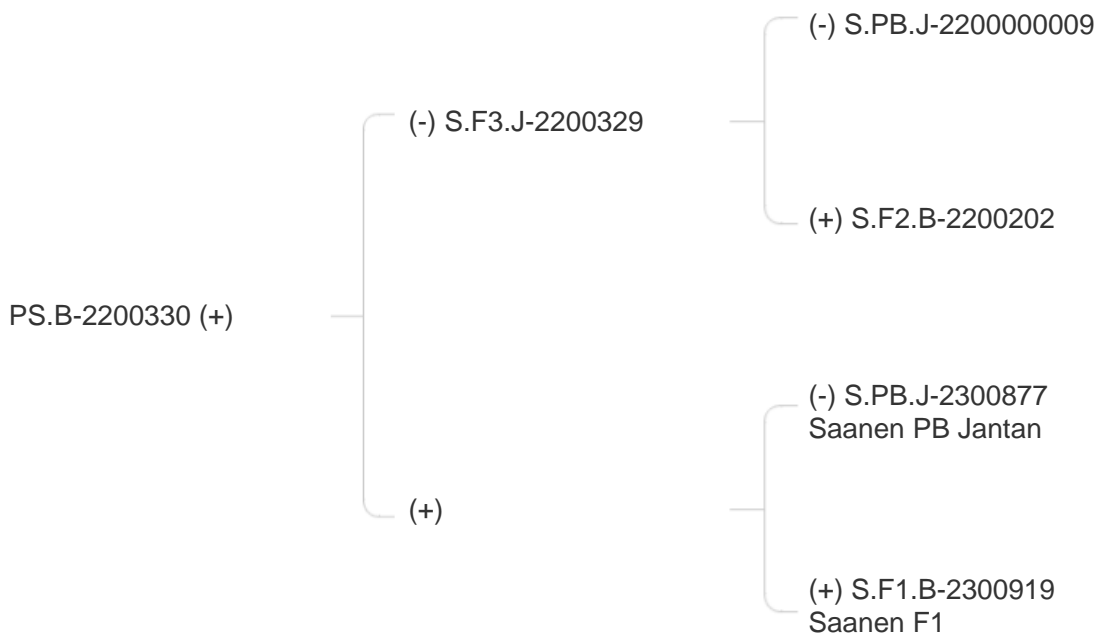 (-) S.PB.J-2200000009
(-) S.F3.J-2200329
(+) S.F2.B-2200202
PS.B-2200330 (+)
(-) S.PB.J-2300877
Saanen PB Jantan
(+)
(+) S.F1.B-2300919
Saanen F1